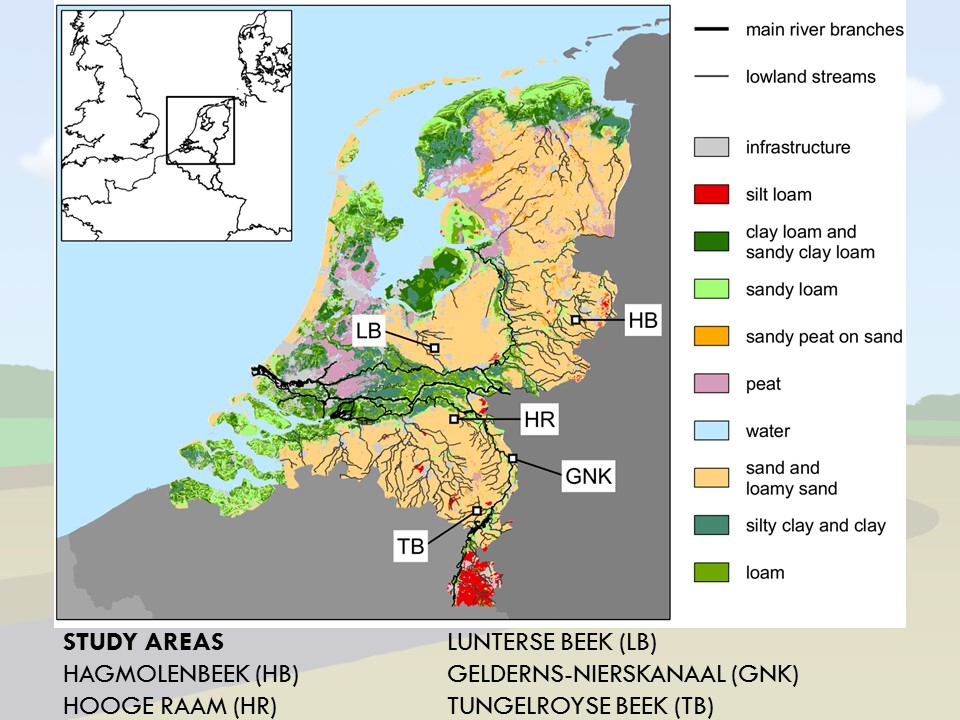 main river branches
lowland streams
infrastructure
silt loam
clay loam and
sandy clay loam
sandy loam
sandy peat on sand
peat
water
sand and
loamy sand
silty clay and clay
loam
LB
HB
HR
GNK
TB
STUDY AREAS
HAGMOLENBEEK (HB)
HOOGE RAAM (HR)
LUNTERSE BEEK (LB)
GELDERNS-NIERSKANAAL (GNK)
TUNGELROYSE BEEK (TB)